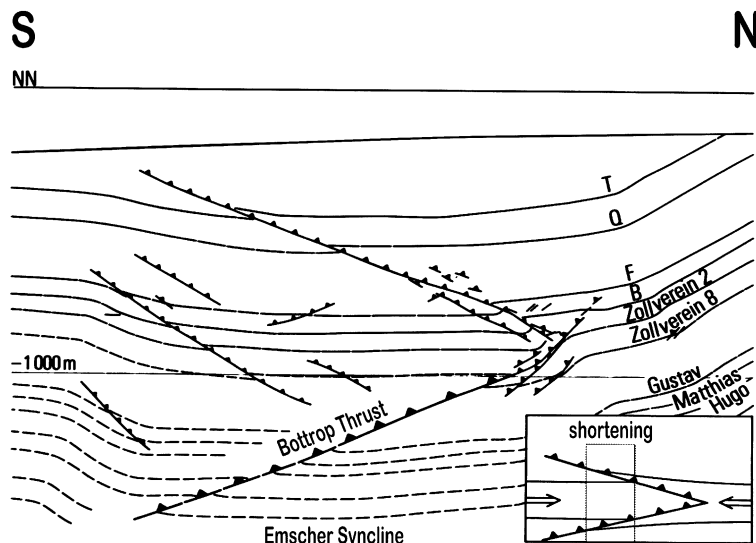 S N
NN
T
Q
F
B
Zollverein 2
Zollverein 8
–1000m
Gustav
Matthias
Hugo
Bottrop Thrust
shortening
Emscher Syncline